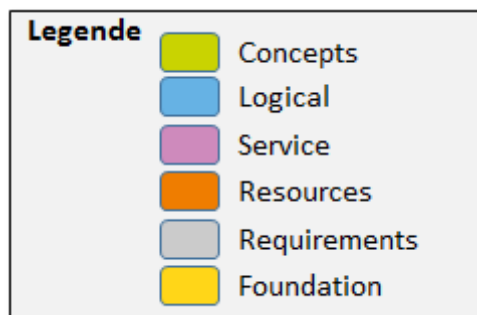 Legende
Concepts
Logical
Service
Resources
Requirements
Foundation